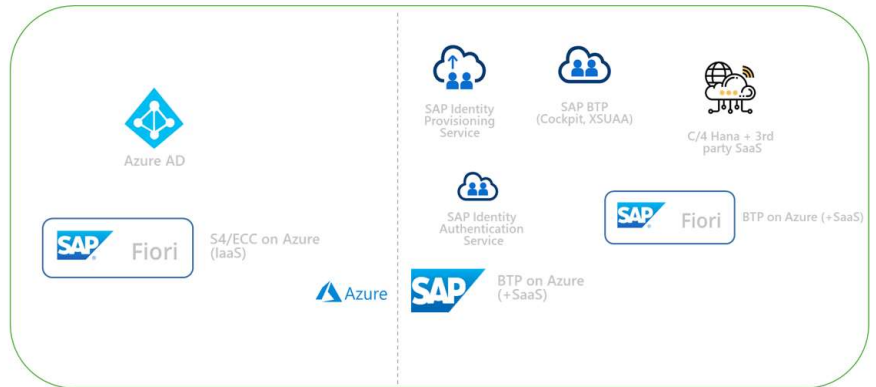 Azure AD
SAP
Fiori
S4/ECC on Azure
(IaaS)
Azure
SAP Identity
Provisioning
Service
SAP BTP
(Cockpit, XSUAA)
C/4 Hana + 3rd
party SaaS
SAP Identity
Authentication
Service
SAP
Fiori
BTP on Azure (+SaaS)
SAP
BTP on Azure
(+SaaS)